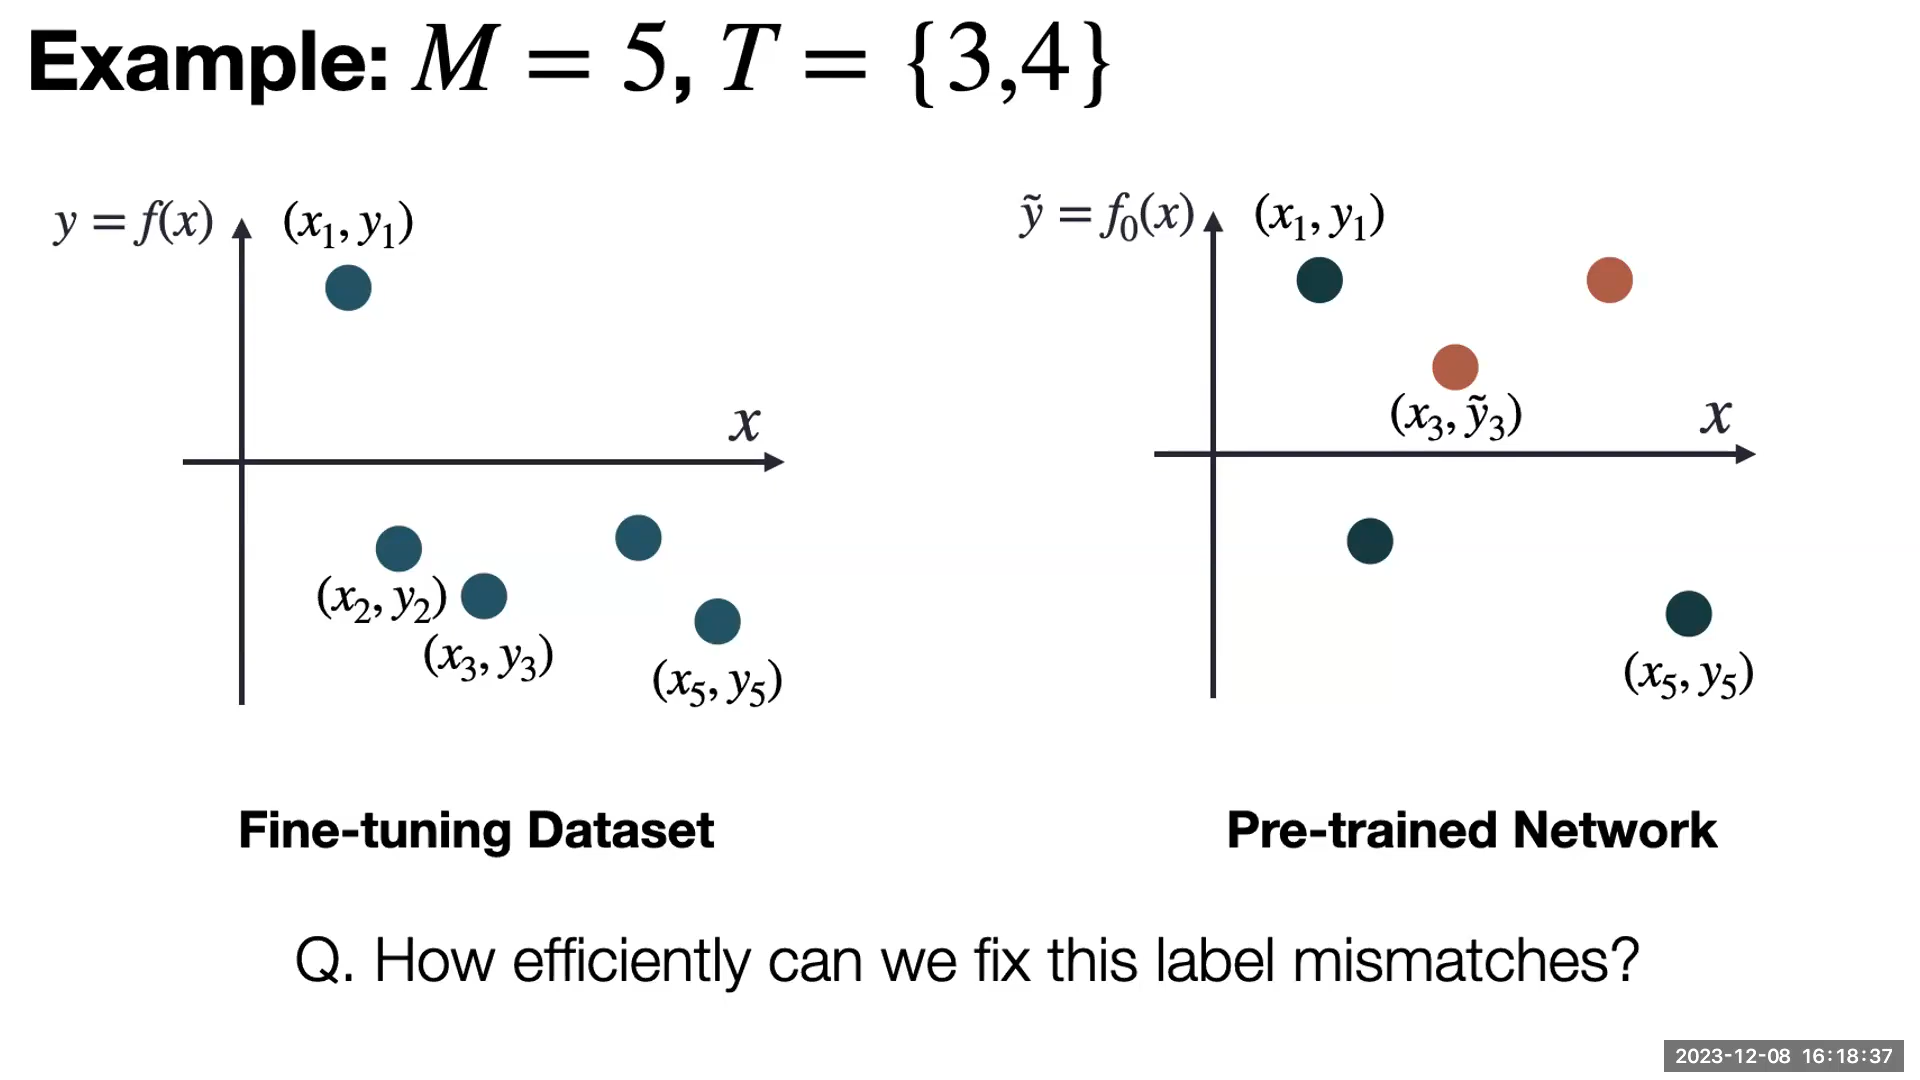 Example: M = 5, T = {3,4}
y = f(x)
(x₁, y₁)
x
(x₂, y₂)
(x₃, y₃)
(x₅, y₅)
Fine-tuning Dataset
ỹ = f₀(x)
(x₁, y₁)
(x₃, ỹ₃)
x
(x₅, y₅)
Pre-trained Network
Q. How efficiently can we fix this label mismatches?
2023-12-08 16:18:37